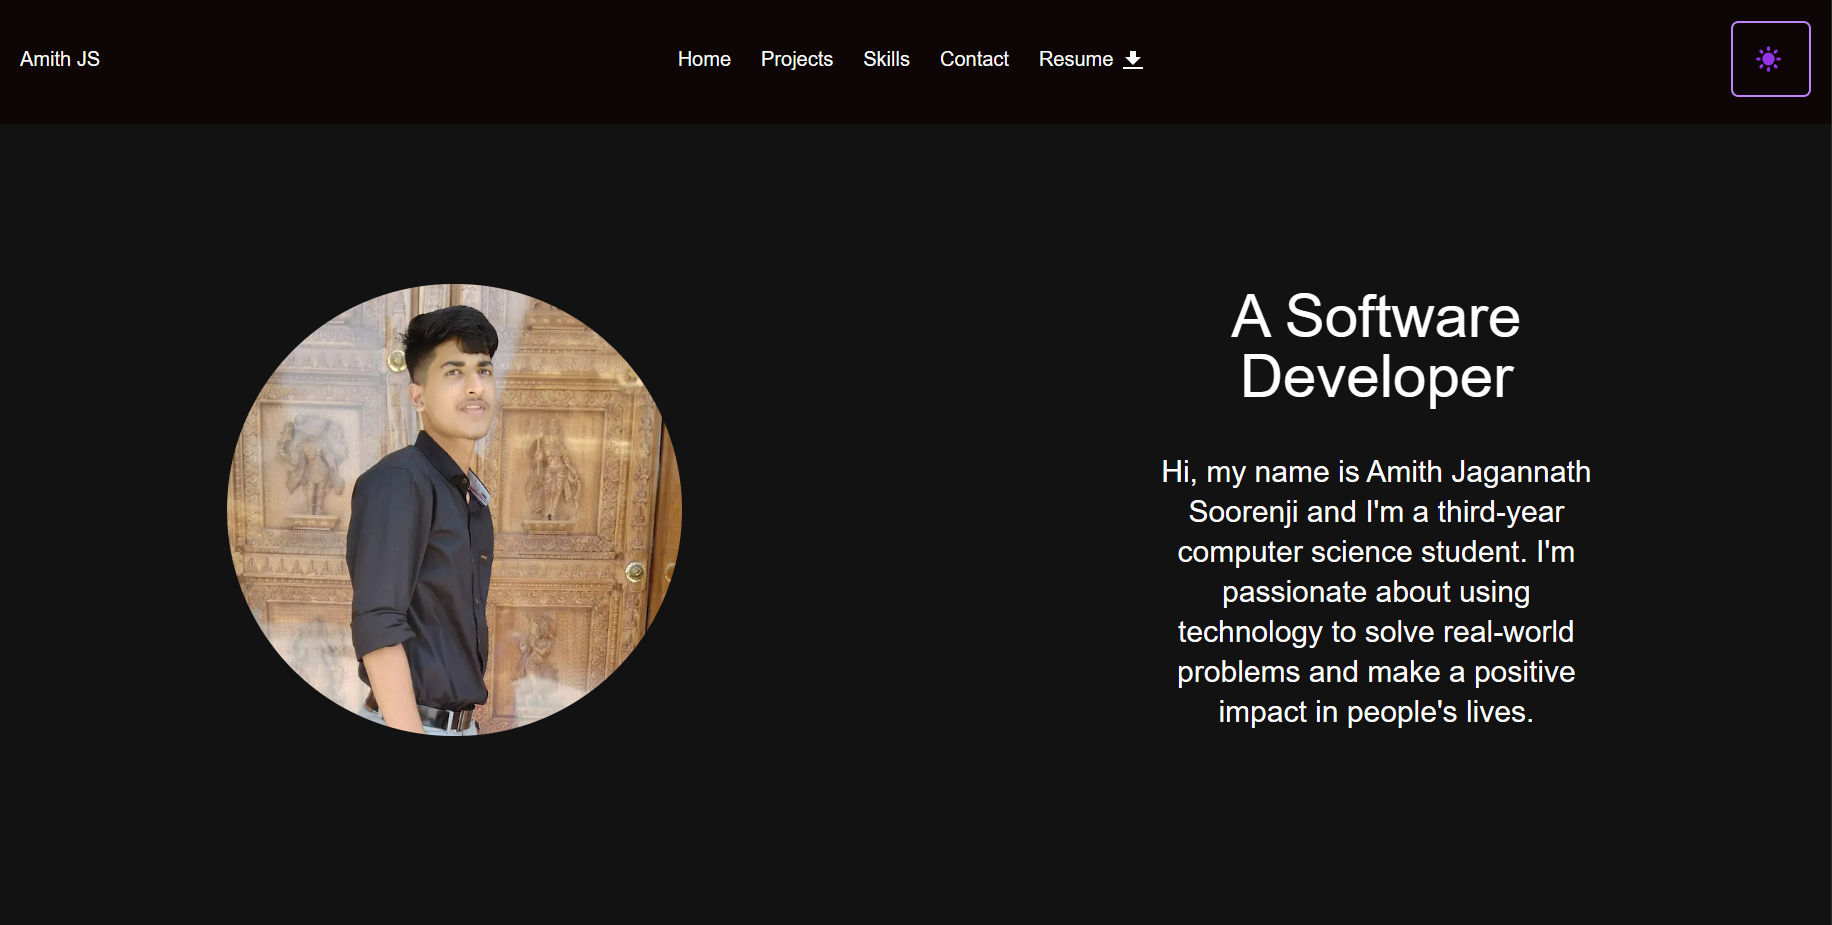 Amith JS
Home
Projects
Skills
Contact
Resume
A Software
Developer
Hi, my name is Amith Jagannath
Soorenji and I'm a third-year
computer science student. I'm
passionate about using
technology to solve real-world
problems and make a positive
impact in people's lives.